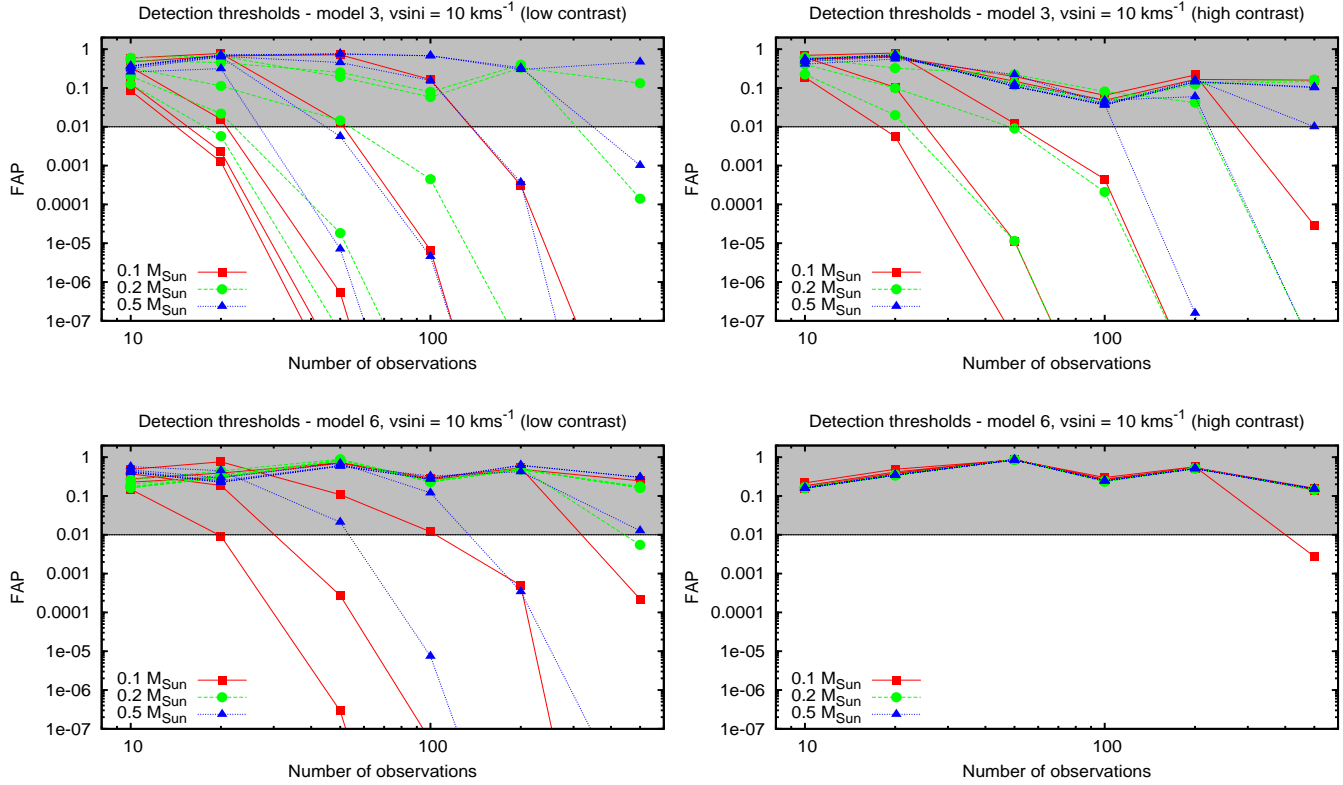 Detection thresholds - model 3, vsini = 10 kms⁻¹ (low contrast)
1
0.1
0.01
0.001
0.0001
1e-05
1e-06
1e-07
FAP
0.1 M_Sun
0.2 M_Sun
0.5 M_Sun
10
100
Number of observations
Detection thresholds - model 3, vsini = 10 kms⁻¹ (high contrast)
1
0.1
0.01
0.001
0.0001
1e-05
1e-06
1e-07
FAP
0.1 M_Sun
0.2 M_Sun
0.5 M_Sun
10
100
Number of observations
Detection thresholds - model 6, vsini = 10 kms⁻¹ (low contrast)
1
0.1
0.01
0.001
0.0001
1e-05
1e-06
1e-07
FAP
0.1 M_Sun
0.2 M_Sun
0.5 M_Sun
10
100
Number of observations
Detection thresholds - model 6, vsini = 10 kms⁻¹ (high contrast)
1
0.1
0.01
0.001
0.0001
1e-05
1e-06
1e-07
FAP
0.1 M_Sun
0.2 M_Sun
0.5 M_Sun
10
100
Number of observations